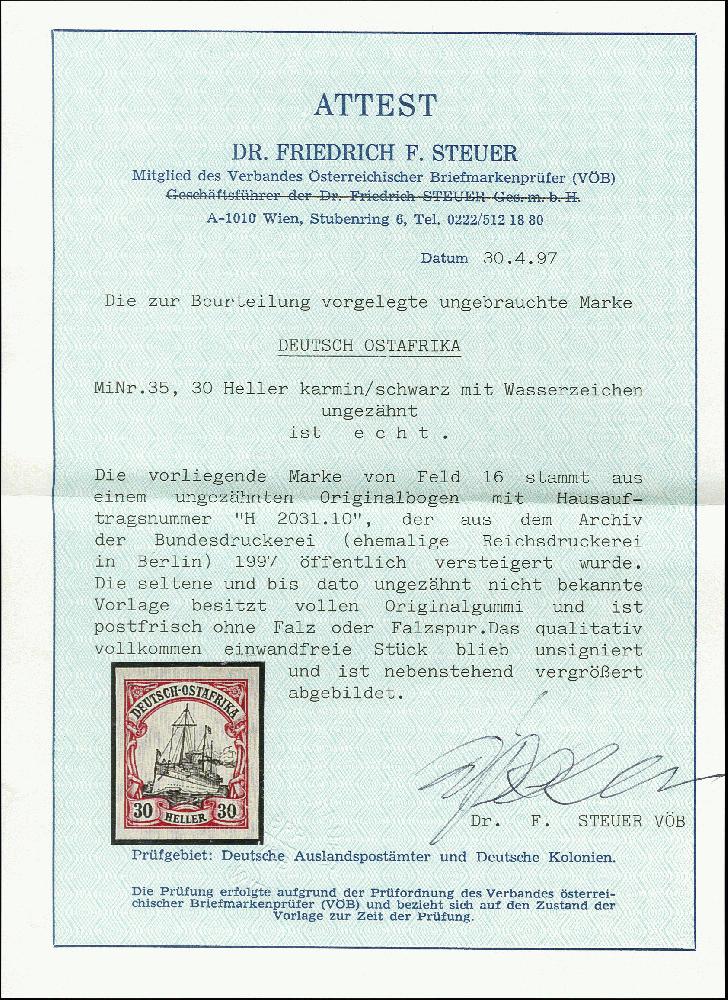 ATTEST
DR. FRIEDRICH F. STEUER
Mitglied des Verbandes Österreichischer Briefmarkenprüfer (VÖB)
Geschäftsführer der Dr. Friedrich STEUER Ges. m. b. H.
A-1010 Wien, Stubenring 6, Tel. 0222/512 18 80
Datum 30.4.97
Die zur Beurteilung vorgelegte ungebrauchte Marke
DEUTSCH OSTAFRIKA
MiNr.35, 30 Heller karmin/schwarz mit Wasserzeichen
ungezähnt
ist e c h t .
Die vorliegende Marke von Feld 16 stammt aus
einem ungezähnten Originalbogen mit Hausauf-
tragsnummer "H 2031.10", der aus dem Archiv
der Bundesdruckerei (ehemalige Reichsdruckerei
in Berlin) 1997 öffentlich versteigert wurde.
Die seltene und bis dato ungezähnt nicht bekannte
Vorlage besitzt vollen Originalgummi und ist
postfrisch ohne Falz oder Falzspur.Das qualitativ
vollkommen einwandfreie Stück blieb unsigniert
und ist nebenstehend vergrößert
abgebildet.
DEUTSCH-OSTAFRIKA
30 HELLER 30
Dr. F. STEUER VÖB
Prüfgebiet: Deutsche Auslandspostämter und Deutsche Kolonien.
Die Prüfung erfolgte aufgrund der Prüfordnung des Verbandes österrei-
chischer Briefmarkenprüfer (VÖB) und bezieht sich auf den Zustand der
Vorlage zur Zeit der Prüfung.